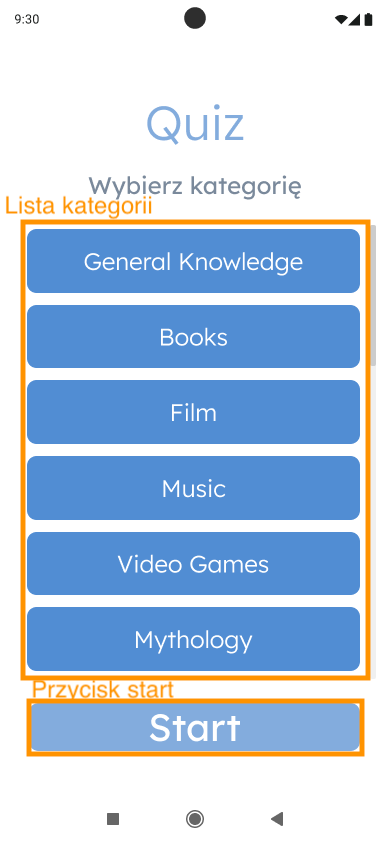 9:30
Quiz
Wybierz kategorię
Lista kategorii
General Knowledge
Books
Film
Music
Video Games
Mythology
Przycisk start
Start